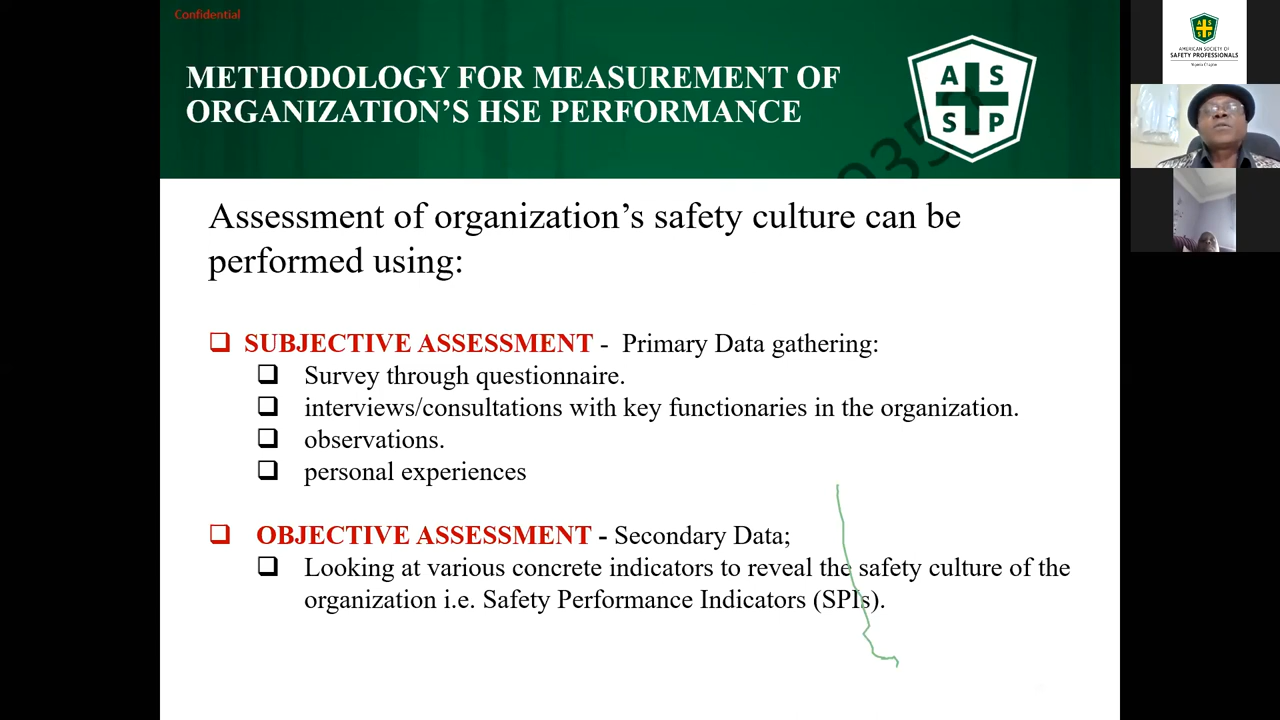 Confidential
METHODOLOGY FOR MEASUREMENT OF
ORGANIZATION’S HSE PERFORMANCE
A S
S P
Assessment of organization’s safety culture can be
performed using:
SUBJECTIVE ASSESSMENT - Primary Data gathering:
Survey through questionnaire.
interviews/consultations with key functionaries in the organization.
observations.
personal experiences
OBJECTIVE ASSESSMENT - Secondary Data;
Looking at various concrete indicators to reveal the safety culture of the
organization i.e. Safety Performance Indicators (SPIs).
A S
S P
AMERICAN SOCIETY OF
SAFETY PROFESSIONALS
Nigeria Chapter